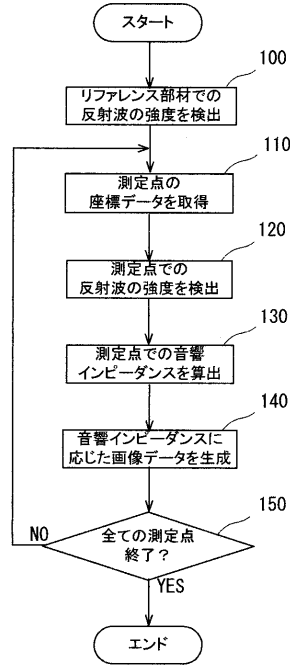 スタート
100
リファレンス部材での
反射波の強度を検出
110
測定点の
座標データを取得
120
測定点での
反射波の強度を検出
130
測定点での音響
インピーダンスを算出
140
音響インピーダンスに
応じた画像データを生成
150
全ての測定点
終了?
NO
YES
エンド